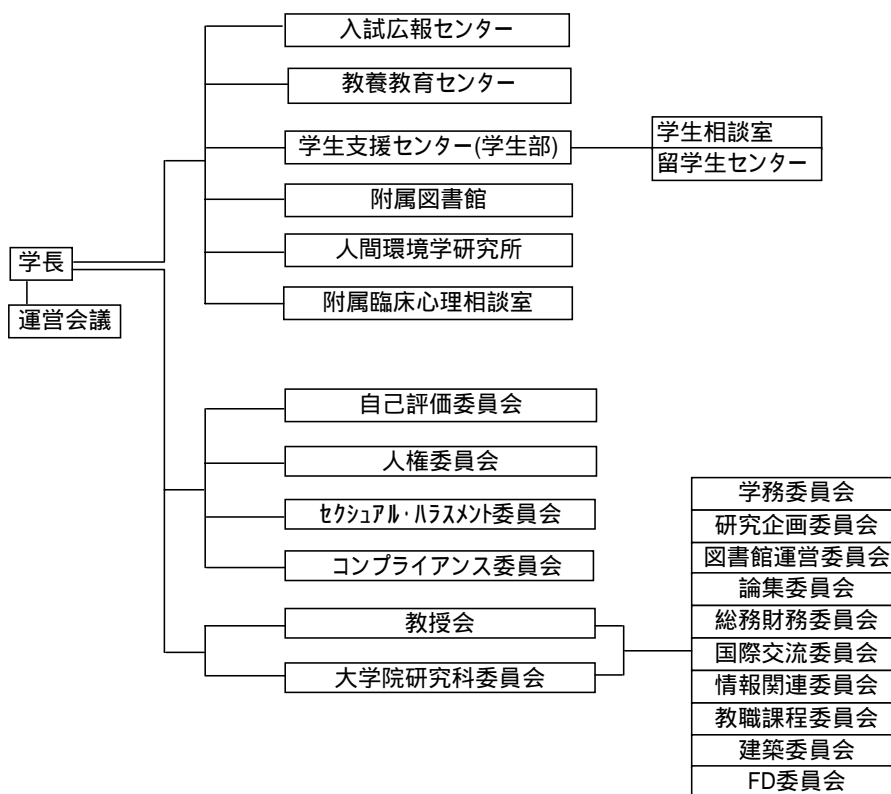 入試広報センター
教養教育センター
学生支援センター(学生部)
学生相談室
留学生センター
附属図書館
人間環境学研究所
附属臨床心理相談室
学長
運営会議
自己評価委員会
人権委員会
ｾｸｼｭｱﾙ・ﾊﾗｽﾒﾝﾄ委員会
コンプライアンス委員会
教授会
大学院研究科委員会
学務委員会
研究企画委員会
図書館運営委員会
論集委員会
総務財務委員会
国際交流委員会
情報関連委員会
教職課程委員会
建築委員会
FD委員会